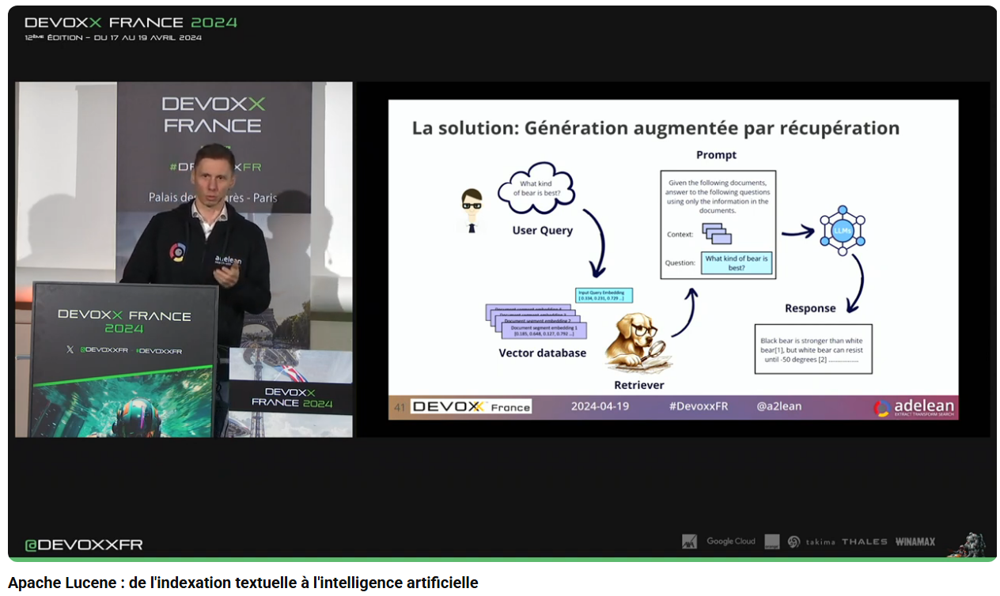 DEVOXX FRANCE 2024
12ÈME ÉDITION – DU 17 AU 19 AVRIL 2024
DEVOXX
FRANCE
Palais des
- Paris
adelean
DEVOXX FRANCE
2024
@DEVOXXFR
#DEVOXXFR
DEVOXX
FRANCE 2024
La solution: Génération augmentée par récupération
What kind
of bear is best?
User Query
Input Query Embedding
[ 0.334, 0.231, 0.729 ...]
Document segment embedding 2
Document segment embedding 1
[0.185, 0.648, 0.127, 0.792 ...]
Vector database
Retriever
Prompt
Given the following documents,
answer to the following questions
using only the information in the
documents.
Context:
Question:
What kind of bear is
best?
LLMs
Response
Black bear is stronger than white
bear[1], but white bear can resist
until -50 degrees [2] ..................
41
DEVOXX France
2024-04-19
#DevoxxFR
@a2lean
adelean
EXTRACT TRANSFORM SEARCH
@DEVOXXFR
Google Cloud
takima
THALES
WINAMAX
Apache Lucene : de l'indexation textuelle à l'intelligence artificielle